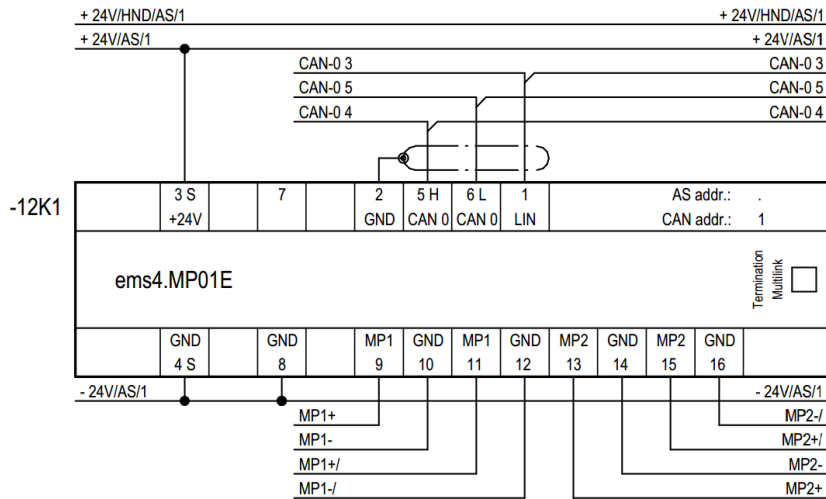 + 24V/HND/AS/1 + 24V/HND/AS/1
+ 24V/AS/1 + 24V/AS/1
CAN-0 3 CAN-0 3
CAN-0 5 CAN-0 5
CAN-0 4 CAN-0 4
-12K1
3 S 7 2 5 H 6 L 1 AS addr.: .
+24V GND CAN 0 CAN 0 LIN CAN addr.: 1
ems4.MP01E
Termination
Multilink
GND GND MP1 GND MP1 GND MP2 GND MP2 GND
4 S 8 9 10 11 12 13 14 15 16
- 24V/AS/1 - 24V/AS/1
MP1+ MP2-/
MP1- MP2+/
MP1+/ MP2-
MP1-/ MP2+